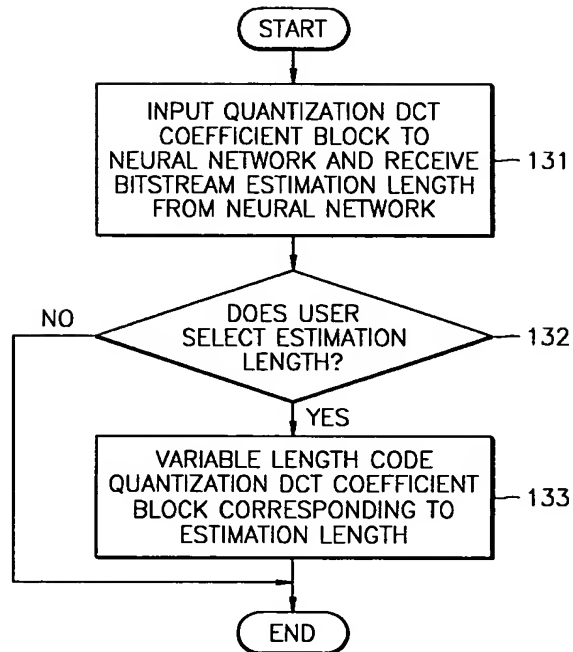 START
INPUT QUANTIZATION DCT
COEFFICIENT BLOCK TO
NEURAL NETWORK AND RECEIVE
BITSTREAM ESTIMATION LENGTH
FROM NEURAL NETWORK
131
DOES USER
SELECT ESTIMATION
LENGTH?
132
NO
YES
VARIABLE LENGTH CODE
QUANTIZATION DCT COEFFICIENT
BLOCK CORRESPONDING TO
ESTIMATION LENGTH
133
END